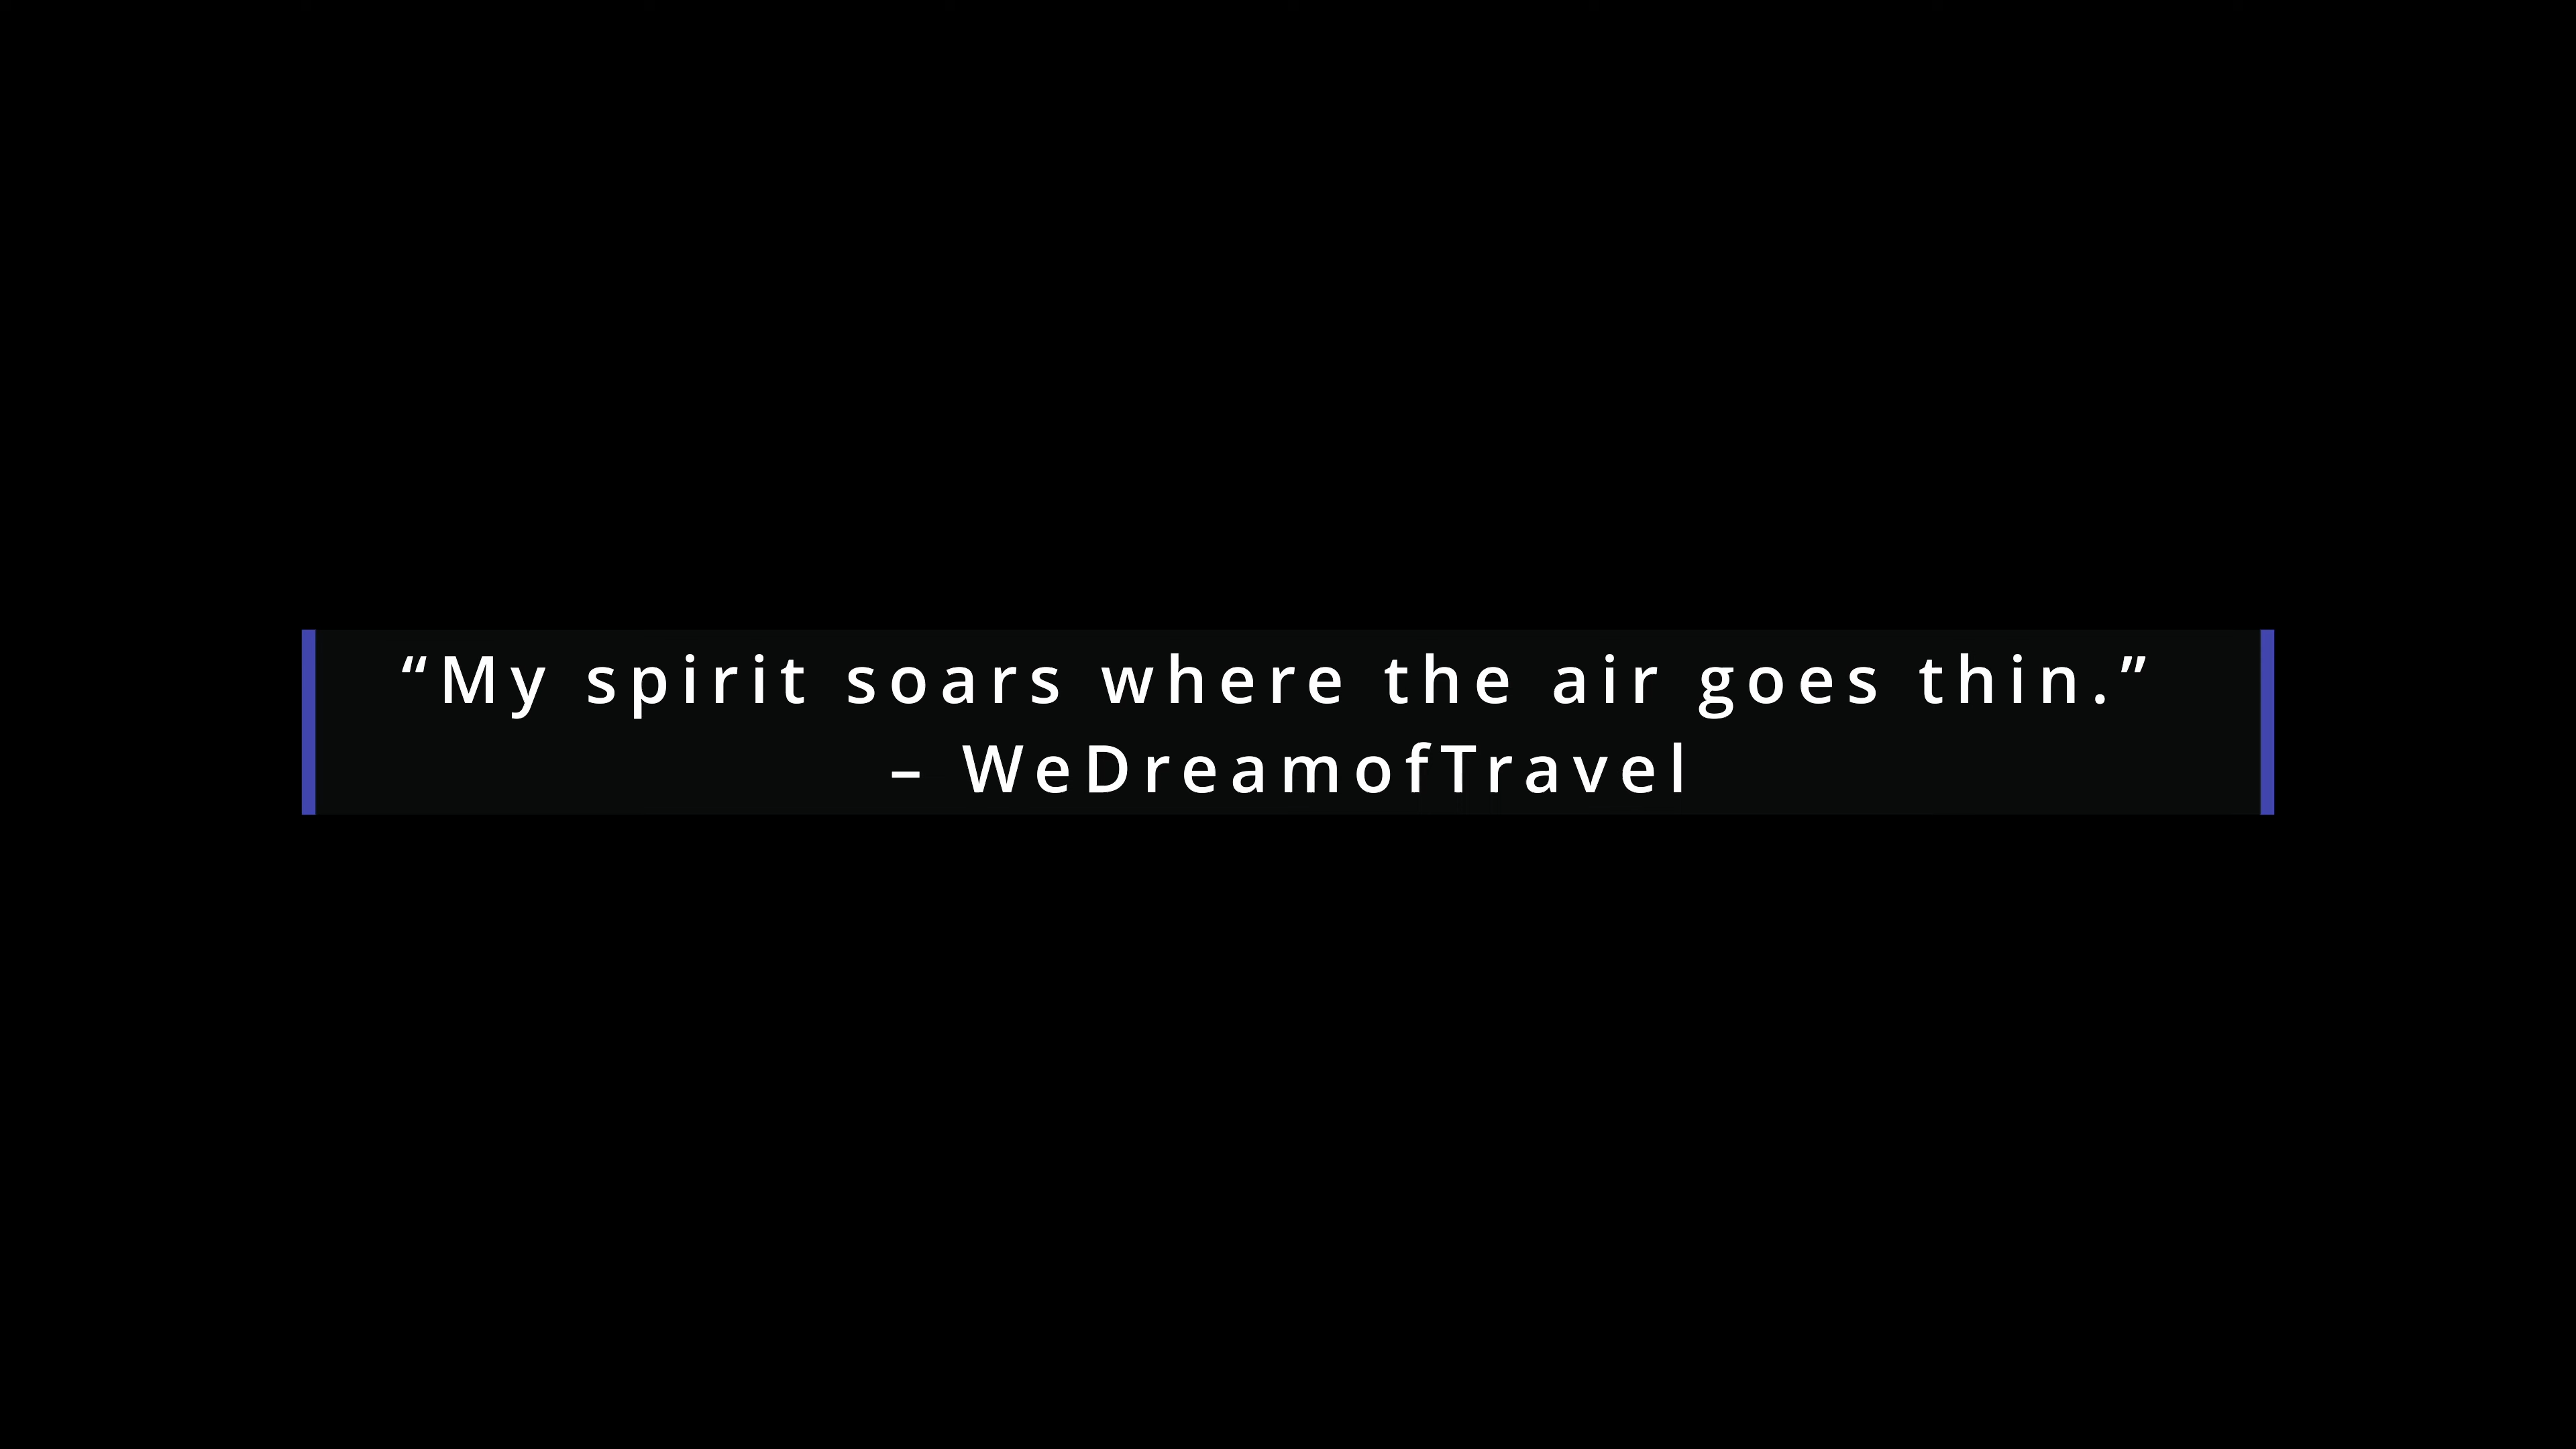 “My spirit soars where the air goes thin.”
– WeDreamofTravel